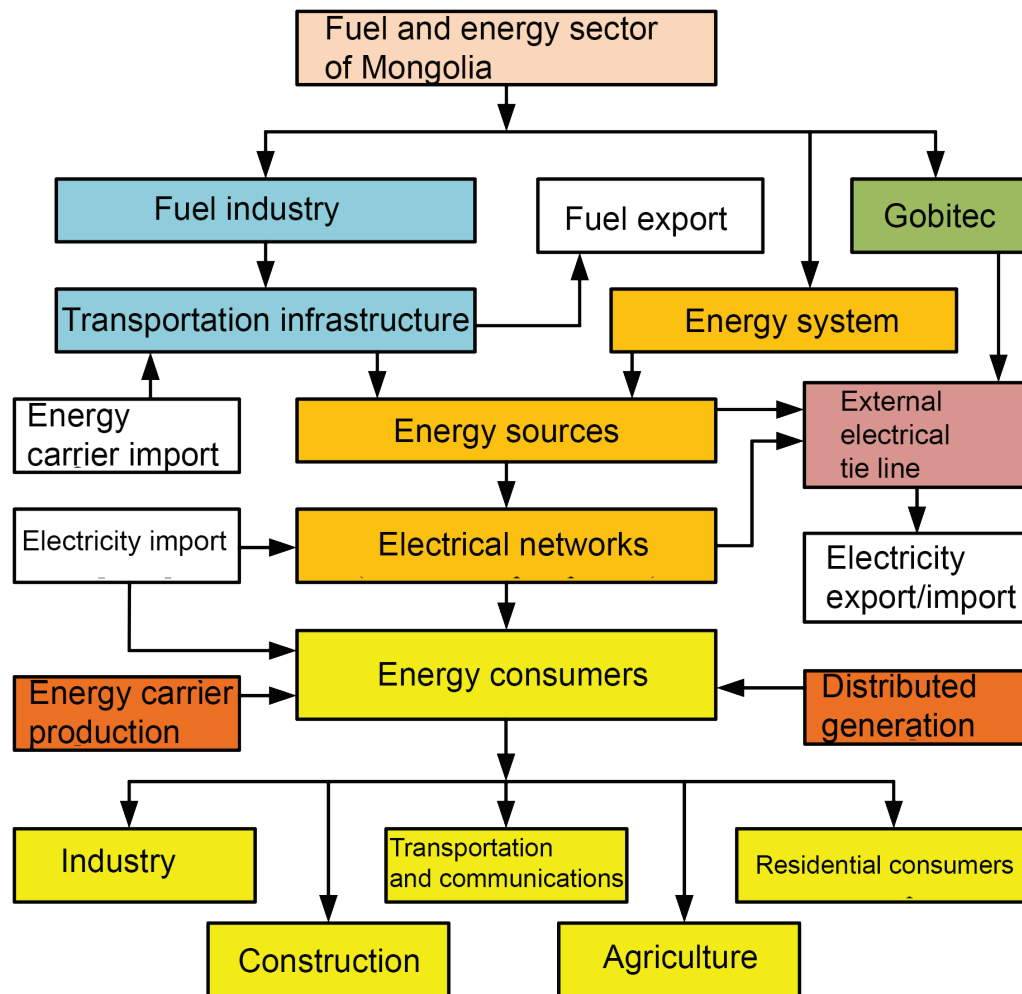 Fuel and energy sector
of Mongolia
Fuel industry
Fuel export
Gobitec
Transportation infrastructure
Energy system
Energy
carrier import
Energy sources
External
electrical
tie line
Electricity import
Electrical networks
Electricity
export/import
Energy consumers
Energy carrier
production
Distributed
generation
Industry
Transportation
and communications
Residential consumers
Construction
Agriculture